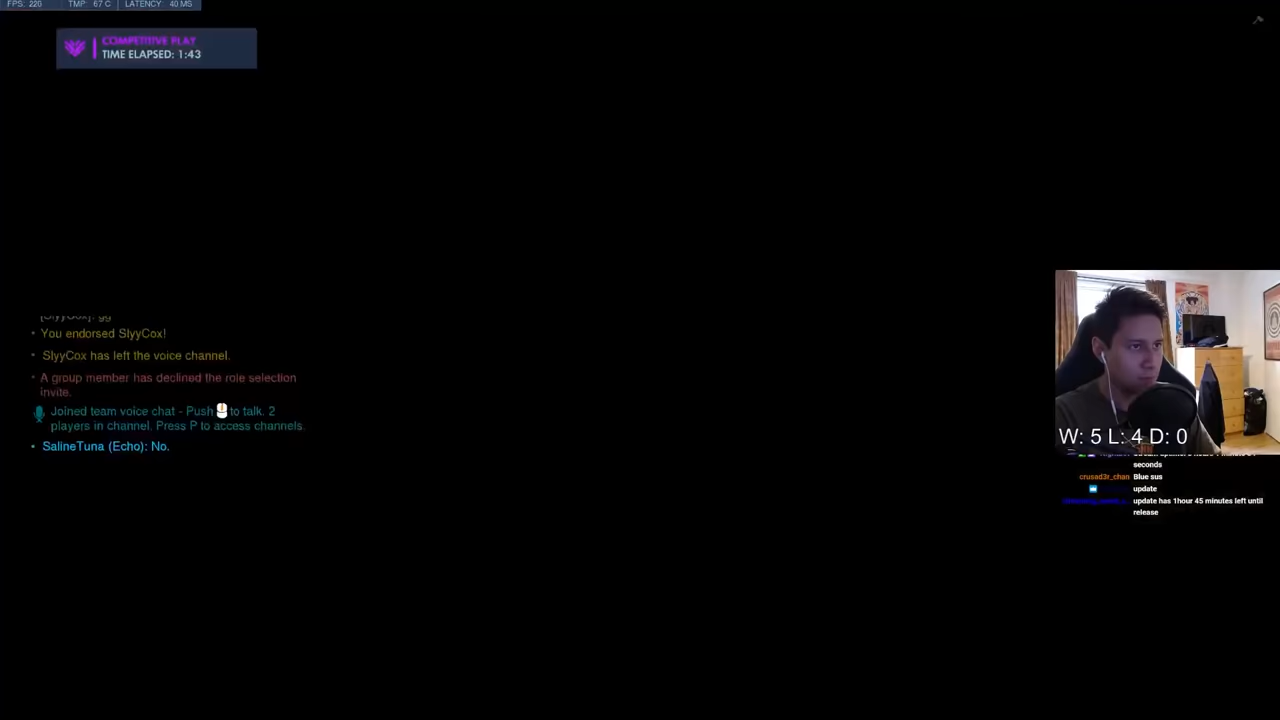 FPS: 220 TMP: 67 C LATENCY: 40 MS
COMPETITIVE PLAY
TIME ELAPSED: 1:43
[SlyyCox]: gg
You endorsed SlyyCox!
SlyyCox has left the voice channel.
A group member has declined the role selection
invite.
Joined team voice chat - Push to talk. 2
players in channel. Press P to access channels.
SalineTuna (Echo): No.
W: 5 L: 4 D: 0
seconds
crusad3r_chan Blue sus
update
update has 1hour 45 minutes left until
release